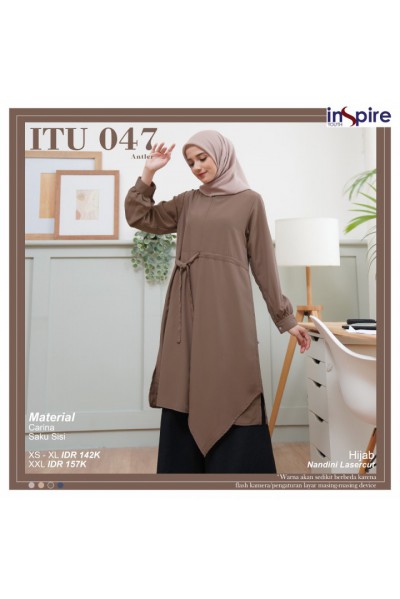 ITU 047
Antler
inspire
Material
Carina
Saku Sisi
XS - XL IDR 142K
XXL IDR 157K
Hijab
Nandini Lasercut
*Warna akan sedikit berbeda karena
flash kamera/pengaturan layar masing-masing device